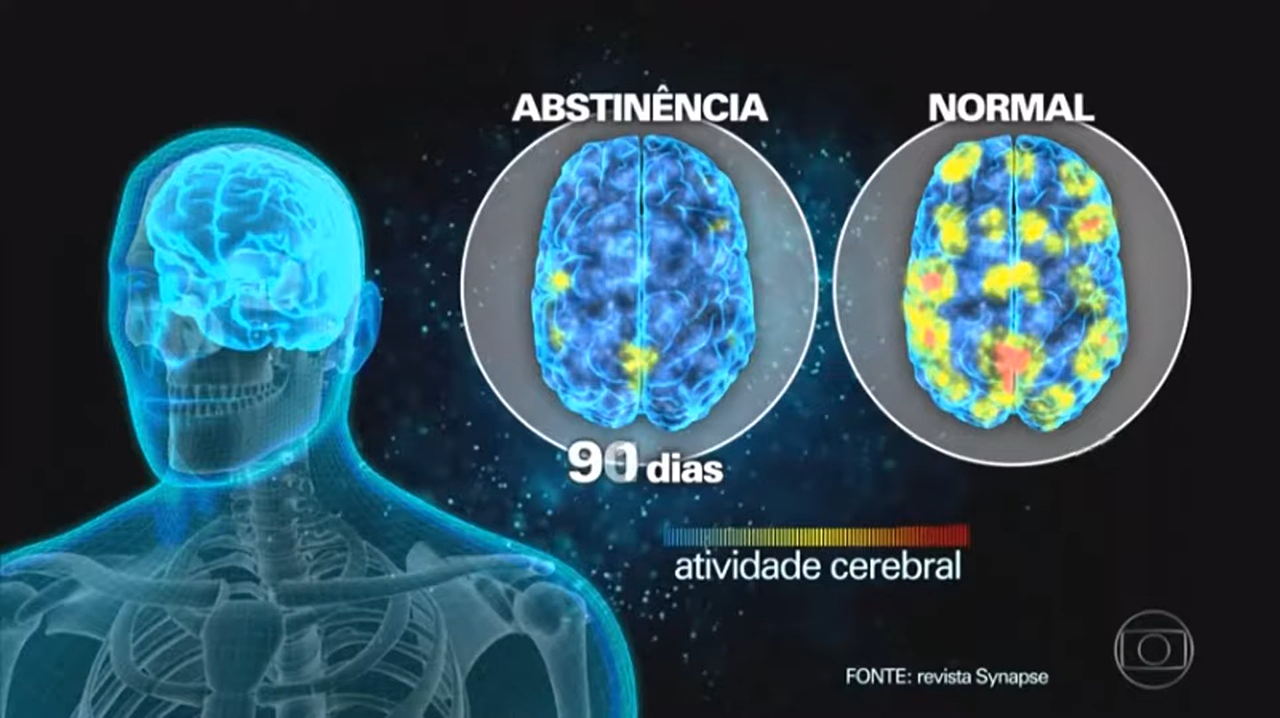 ABSTINÊNCIA
NORMAL
90 dias
atividade cerebral
FONTE: revista Synapse